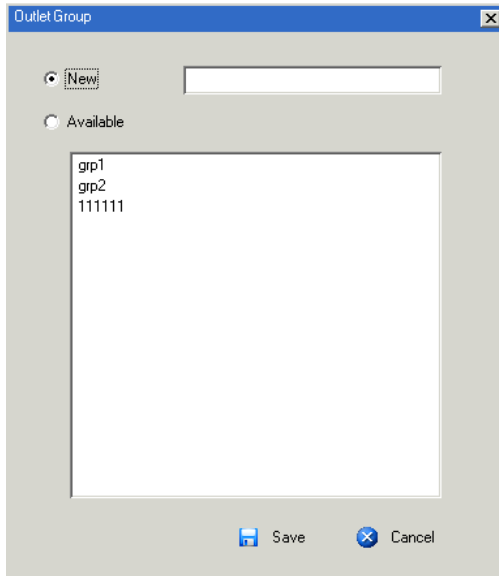 Outlet Group
New
Available
grp1
grp2
111111
Save Cancel